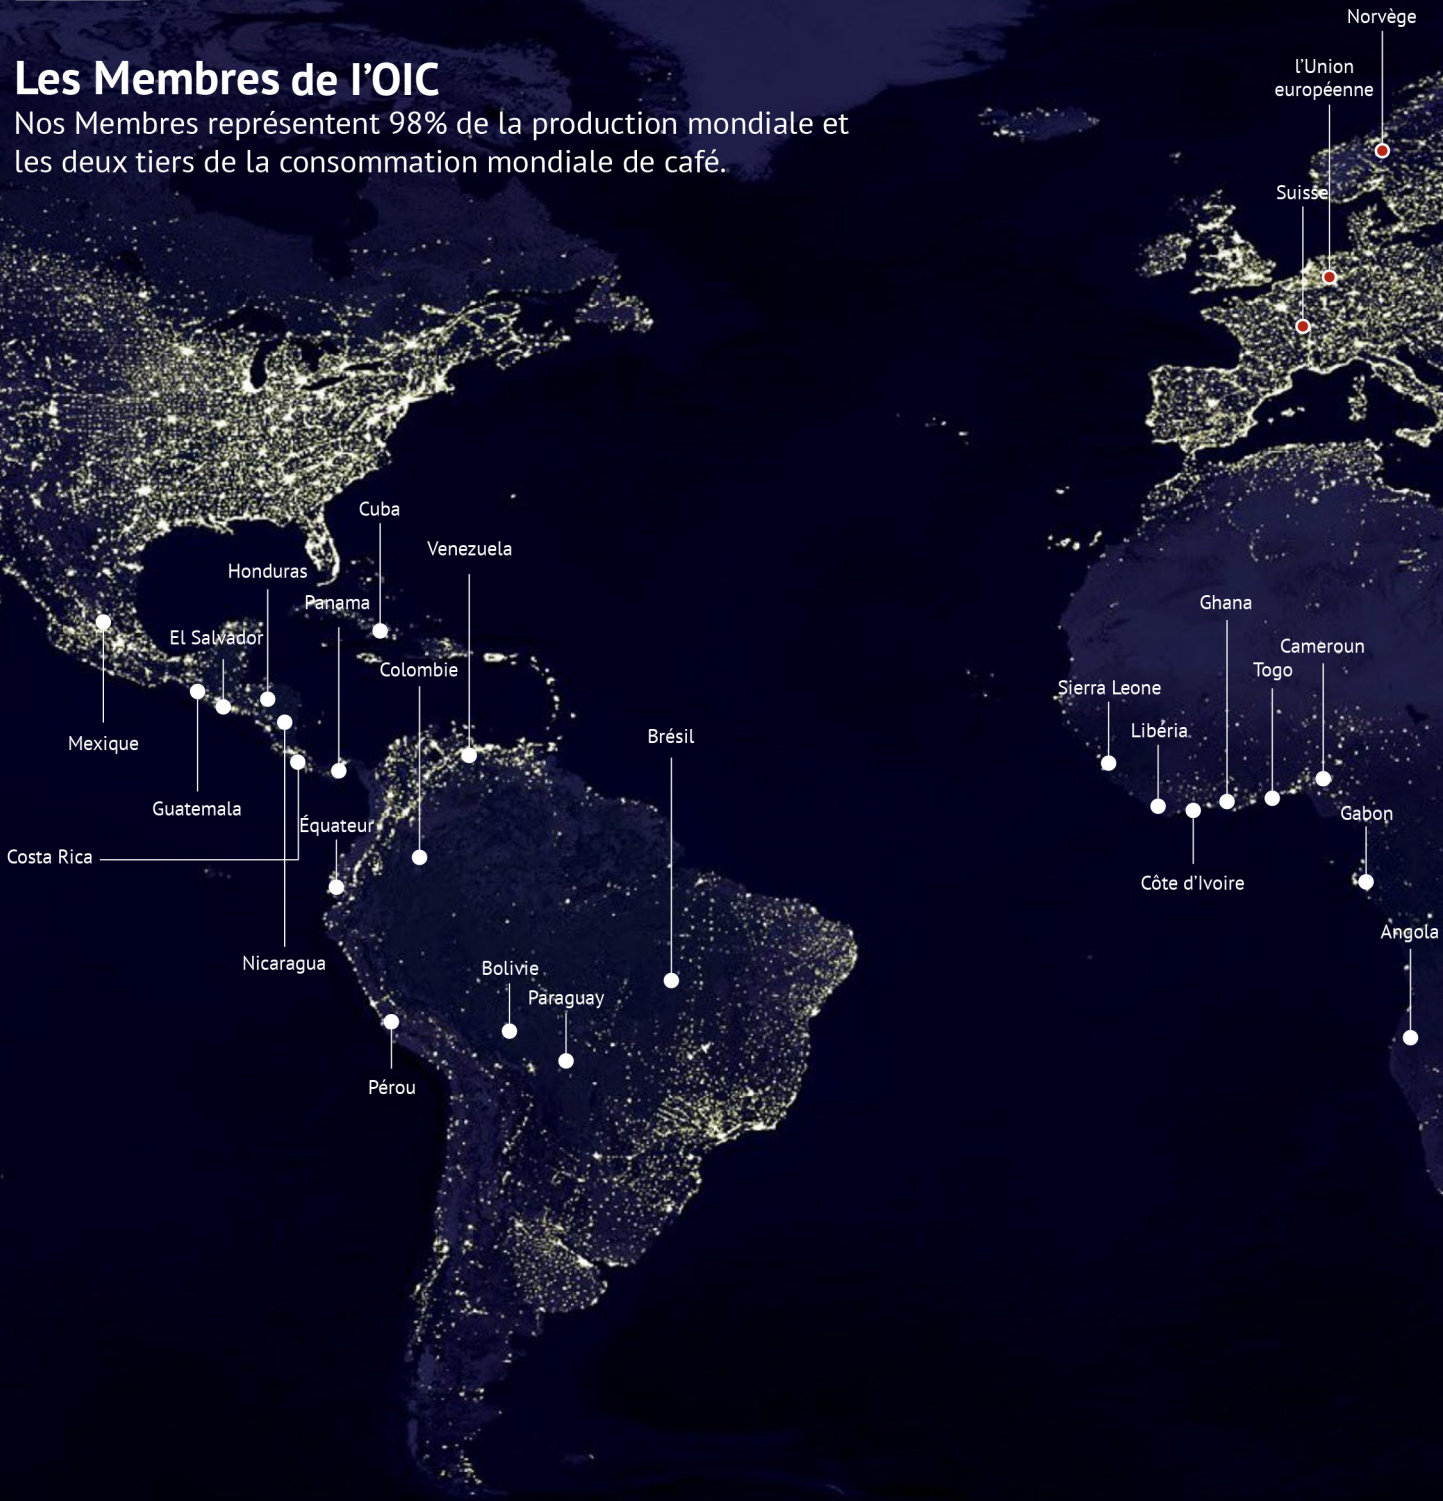 Les Membres de l'OIC
Nos Membres représentent 98% de la production mondiale et
les deux tiers de la consommation mondiale de café.
Norvège
l'Union
européenne
Suisse
Cuba
Venezuela
Honduras
Panama
El Salvador
Colombie
Mexique
Guatemala
Équateur
Costa Rica
Nicaragua
Brésil
Bolivie
Paraguay
Pérou
Ghana
Cameroun
Togo
Sierra Leone
Libéria
Gabon
Côte d'Ivoire
Angola